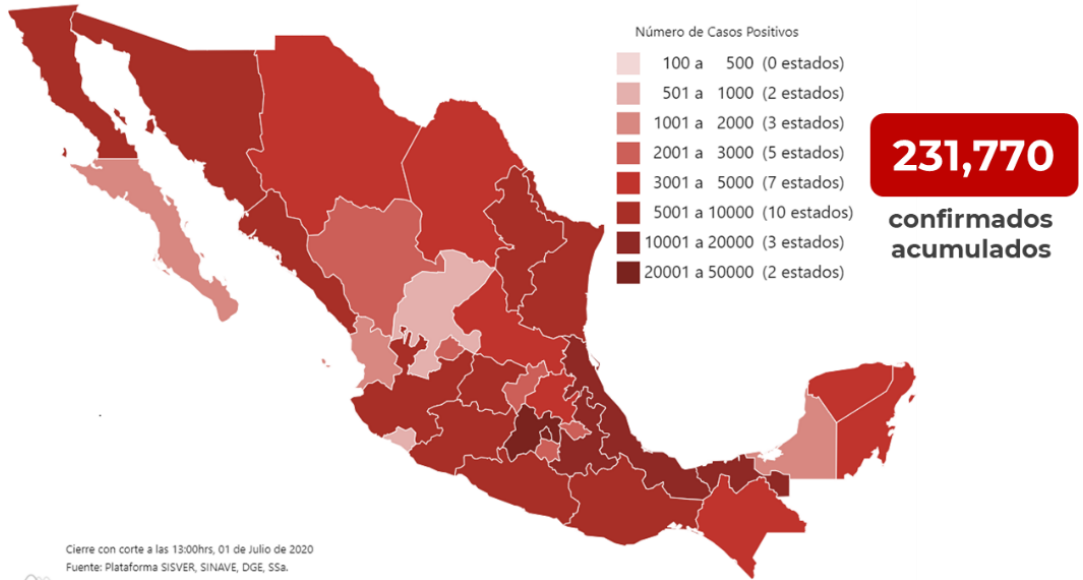 Número de Casos Positivos
100 a 500 (0 estados)
501 a 1000 (2 estados)
1001 a 2000 (3 estados)
2001 a 3000 (5 estados)
3001 a 5000 (7 estados)
5001 a 10000 (10 estados)
10001 a 20000 (3 estados)
20001 a 50000 (2 estados)
231,770
confirmados
acumulados
Cierre con corte a las 13:00hrs, 01 de Julio de 2020
Fuente: Plataforma SISVER, SINAVE, DGE, SSa.